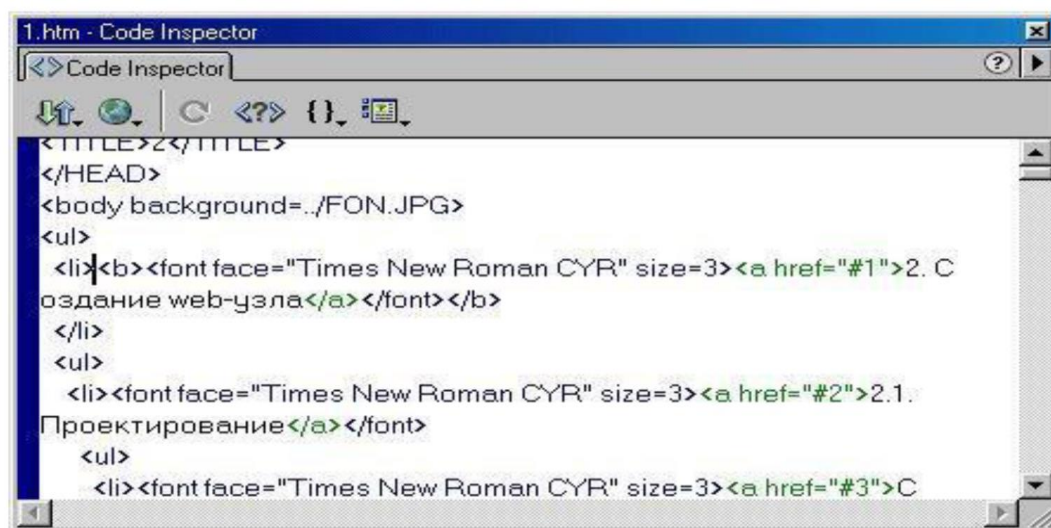 1.htm - Code Inspector
<> Code Inspector
<TITLE>2</TITLE>
</HEAD>
<body background=../FON.JPG>
<ul>
<li><b><font face="Times New Roman CYR" size=3><a href="#1">2. С
оздание web-узла</a></font></b>
</li>
<ul>
<li><font face="Times New Roman CYR" size=3><a href="#2">2.1.
Проектирование</a></font>
<ul>
<li><font face="Times New Roman CYR" size=3><a href="#3">С